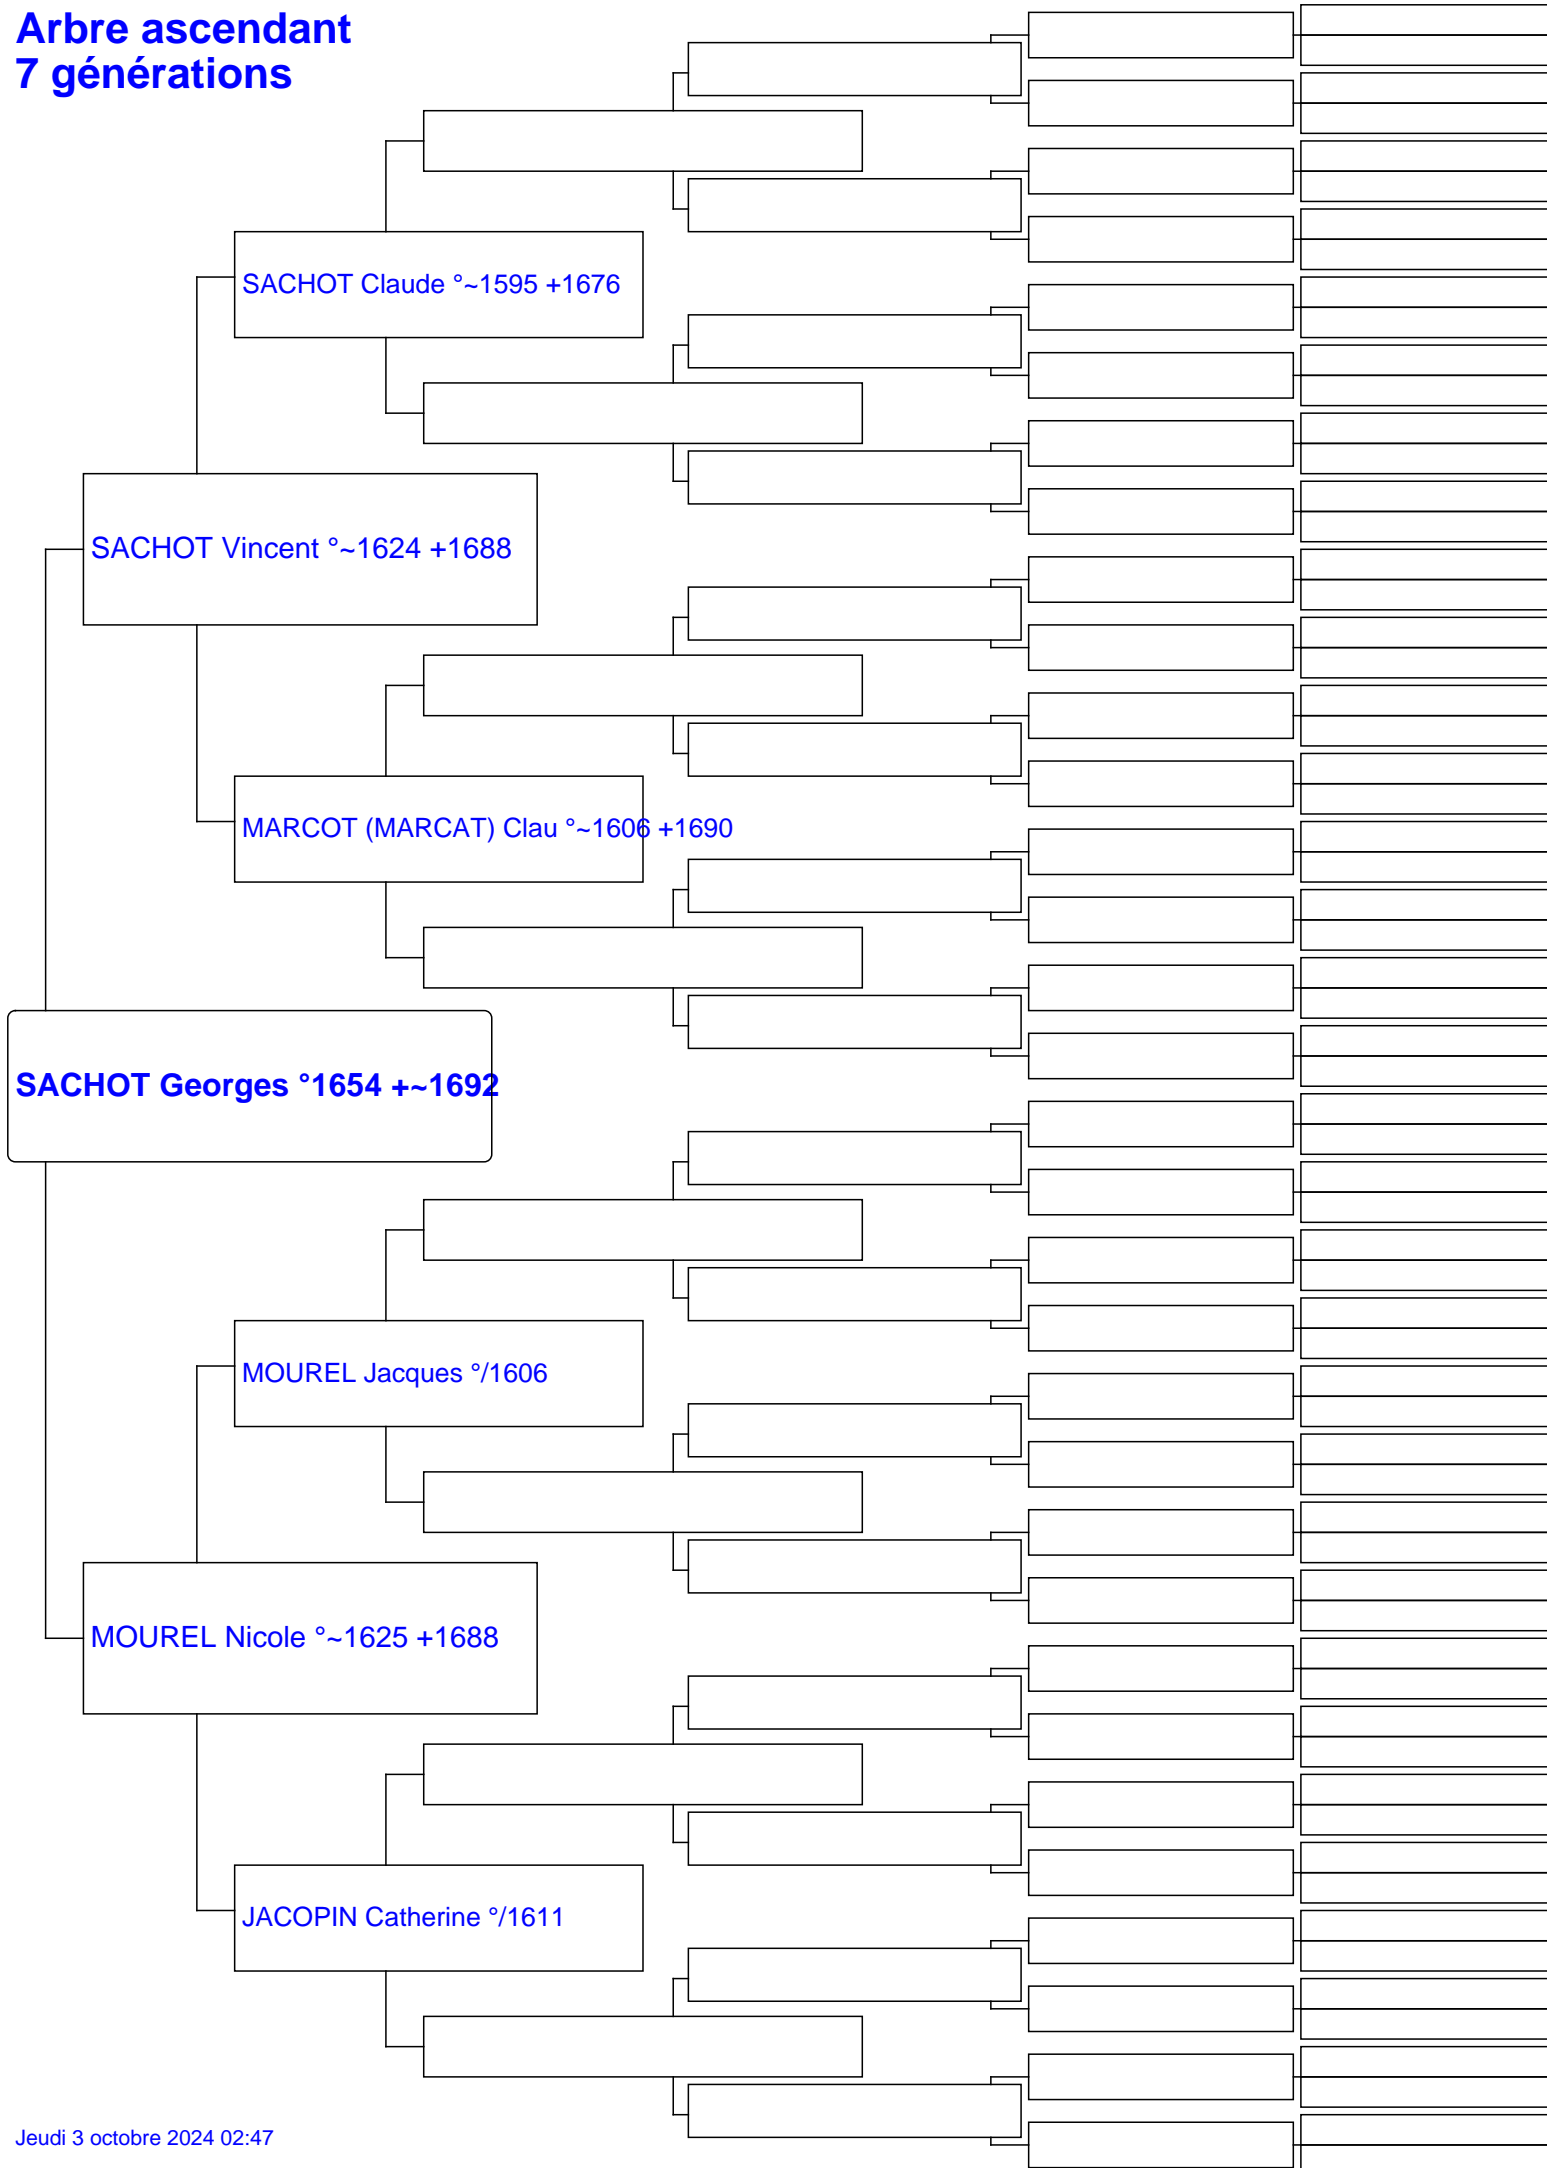 Arbre ascendant
7 générations
SACHOT Claude °~1595 +1676
SACHOT Vincent °~1624 +1688
MARCOT (MARCAT) Clau °~1606 +1690
SACHOT Georges °1654 +~1692
MOUREL Jacques °/1606
MOUREL Nicole °~1625 +1688
JACOPIN Catherine °/1611
Jeudi 3 octobre 2024 02:47